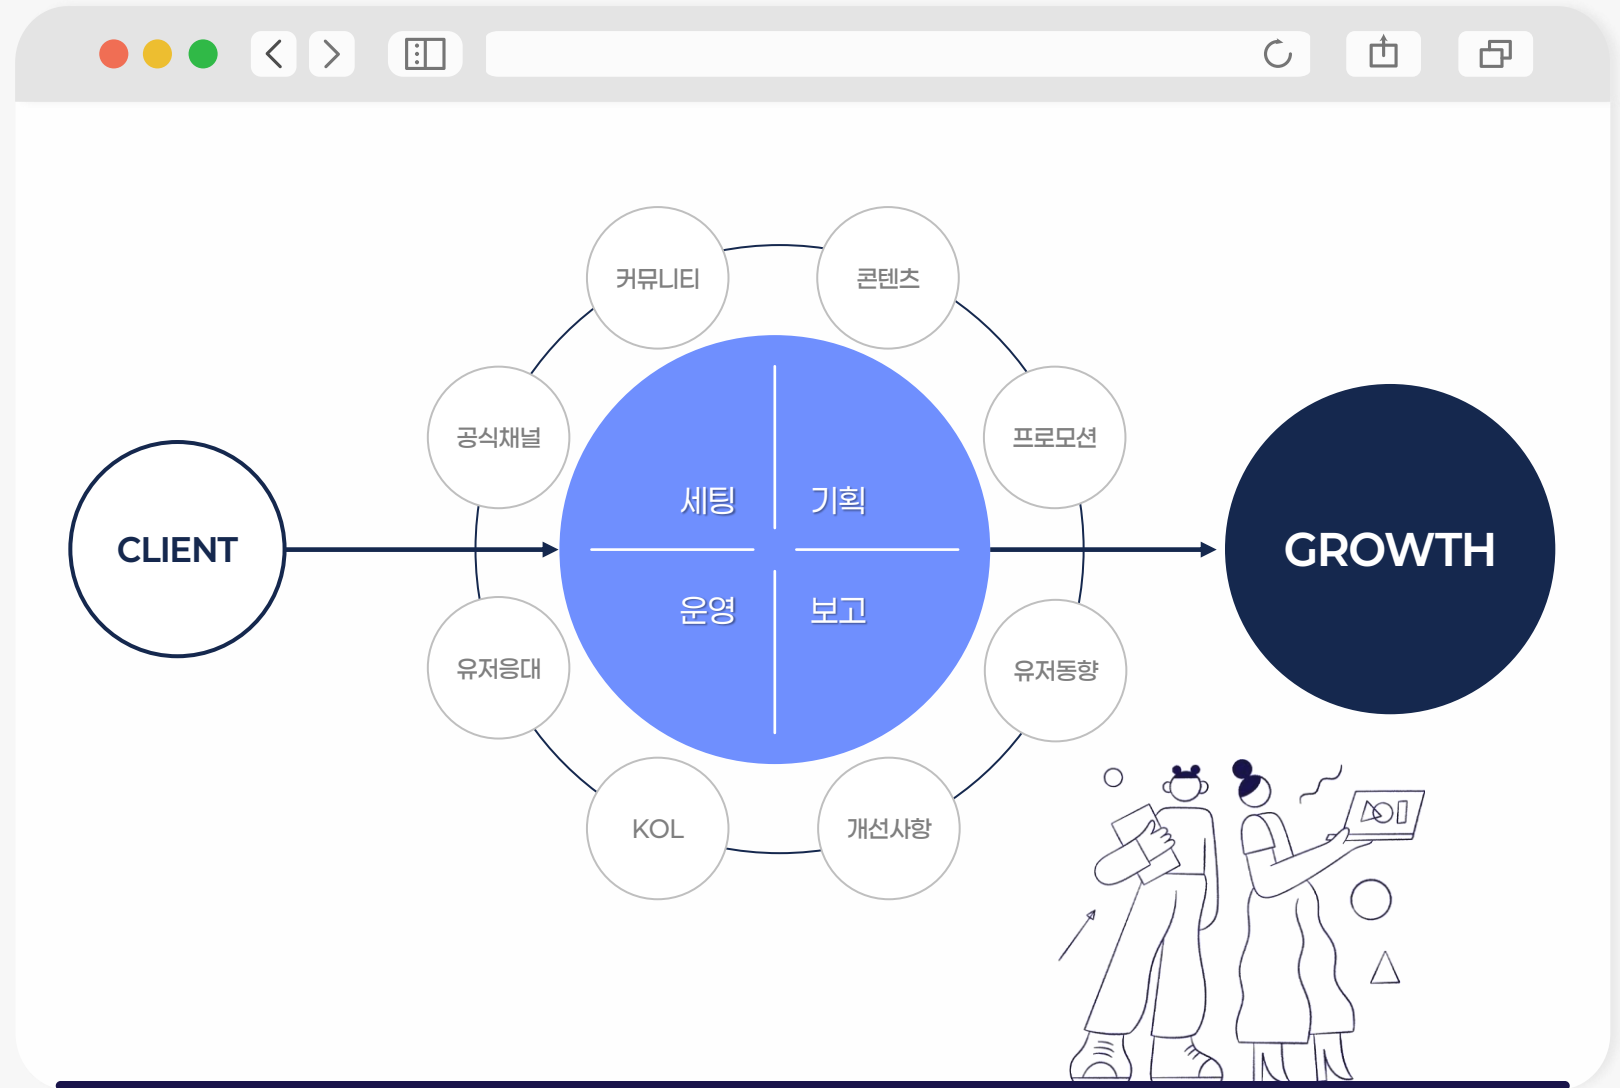 커뮤니티
콘텐츠
공식채널
프로모션
세팅
기획
CLIENT
GROWTH
운영
보고
유저응대
유저동향
KOL
개선사항